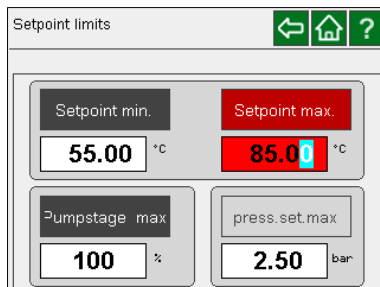 Setpoint limits ?
Setpoint min. Setpoint max.
55.00 °C 85.00 °C
Pumpstage max press.set.max
100 % 2.50 bar